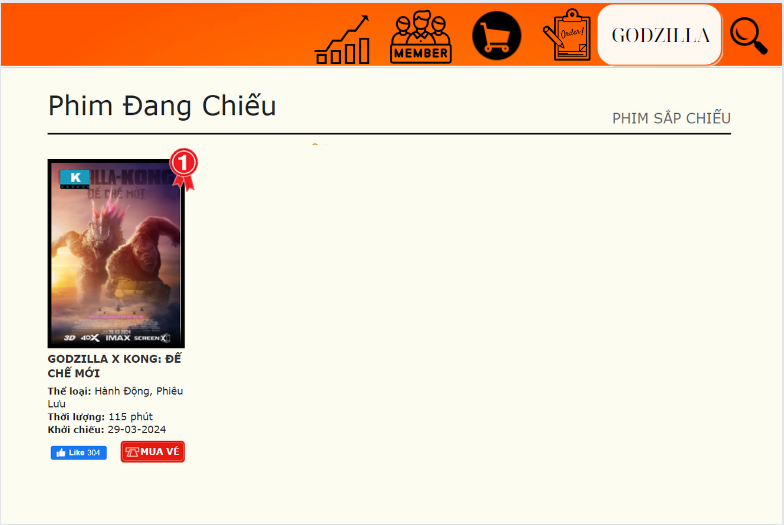 MEMBER
Order!
GODZILLA
Phim Đang Chiếu
PHIM SẮP CHIẾU
1
K
ILLA-KONG
ĐẾ CHẾ MỚI
3D 4DX IMAX SCREENX
GODZILLA X KONG: ĐẾ
CHẾ MỚI
Thể loại: Hành Động, Phiêu
Lưu
Thời lượng: 115 phút
Khởi chiếu: 29-03-2024
Like 304
MUA VÉ